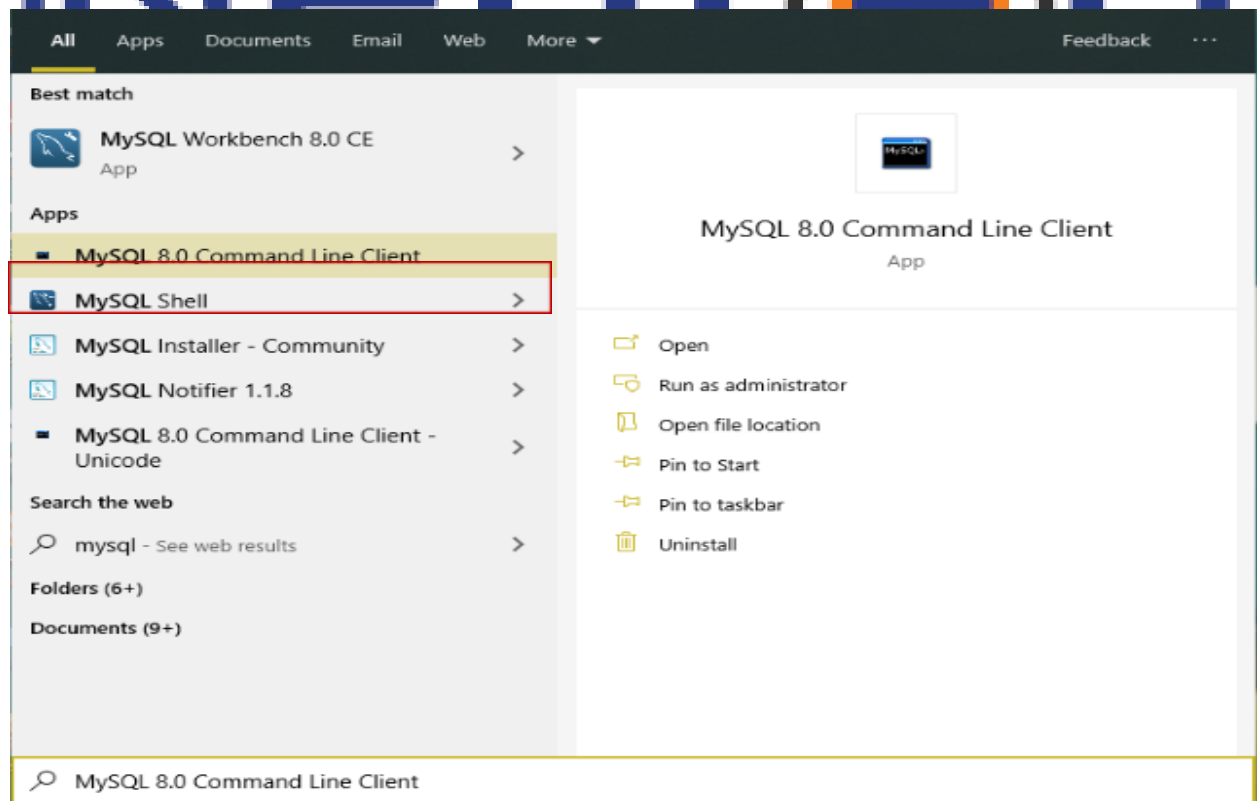 All Apps Documents Email Web More Feedback ...
Best match
MySQL Workbench 8.0 CE
App
Apps
MySQL 8.0 Command Line Client
MySQL Shell
MySQL Installer - Community
MySQL Notifier 1.1.8
MySQL 8.0 Command Line Client -
Unicode
Search the web
mysql - See web results
Folders (6+)
Documents (9+)
MySQL 8.0 Command Line Client
MySQL>
MySQL 8.0 Command Line Client
App
Open
Run as administrator
Open file location
Pin to Start
Pin to taskbar
Uninstall